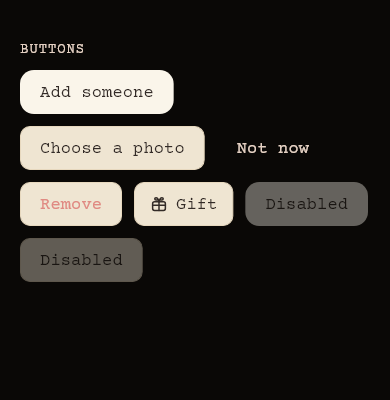 BUTTONS
Add someone
Choose a photo Not now
Remove Gift Disabled
Disabled